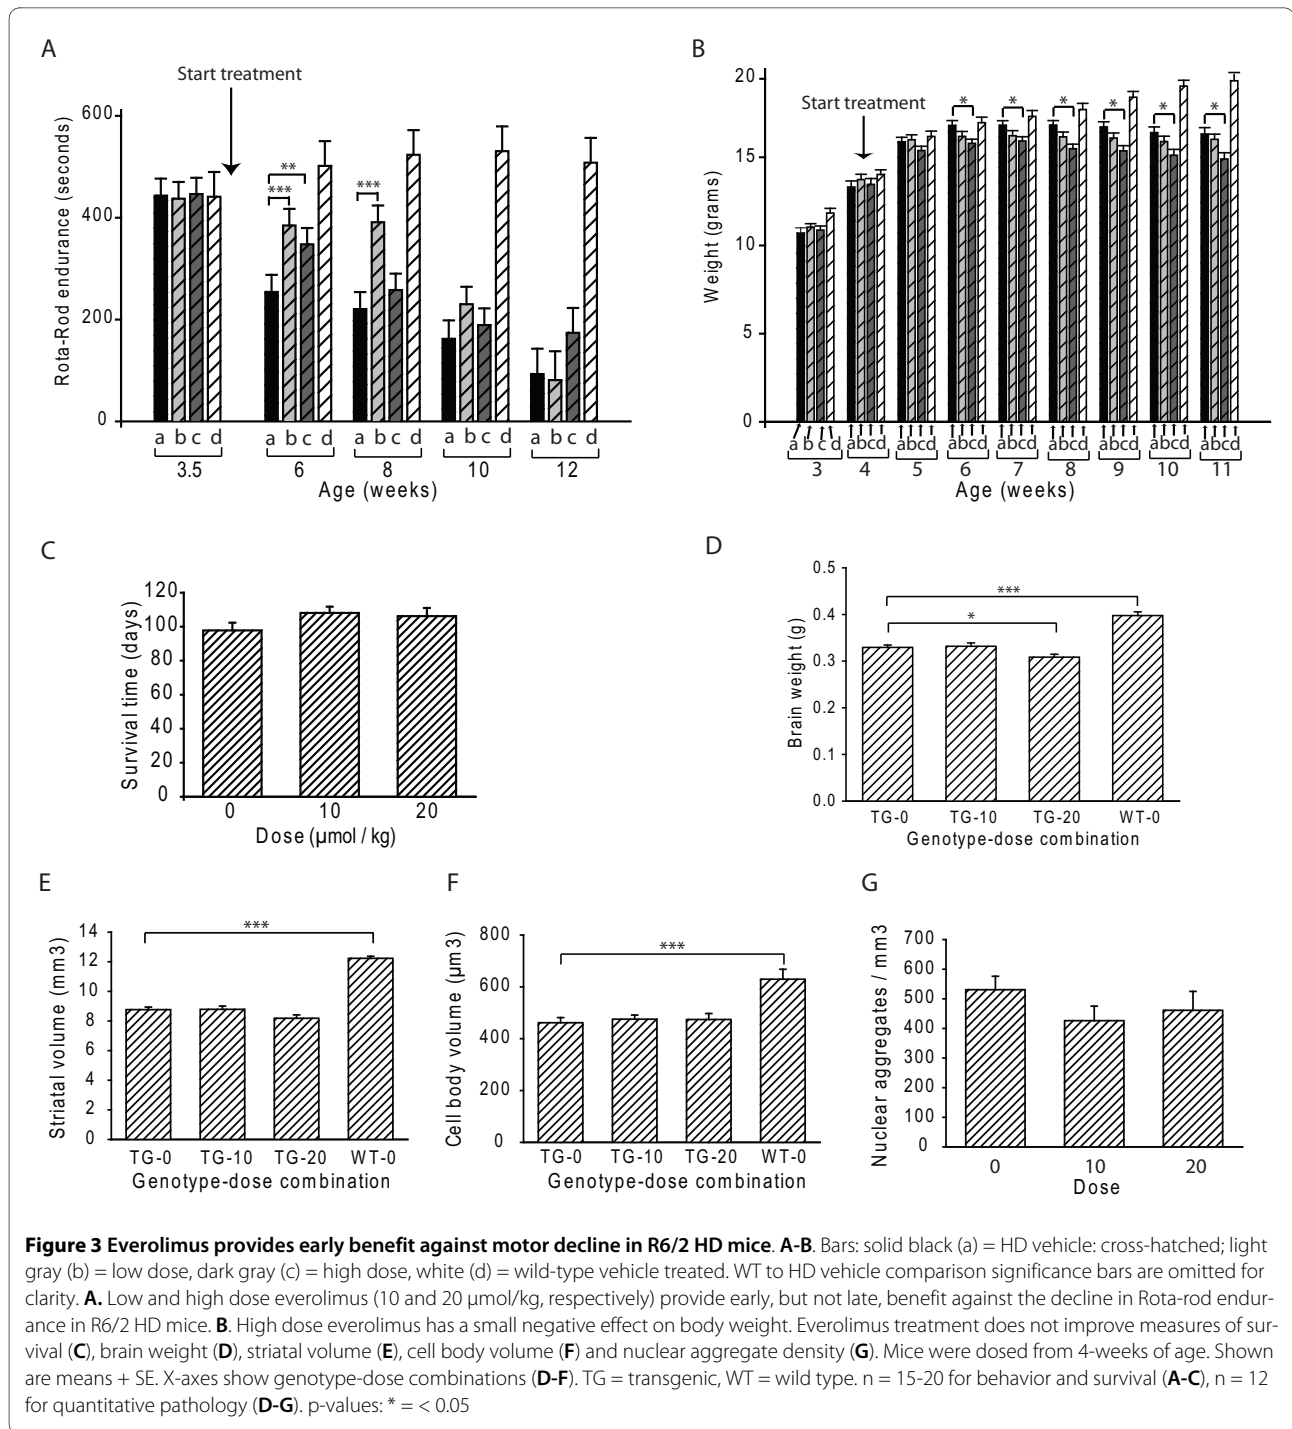 A
Start treatment
600
400
200
0
Rota-Rod endurance (seconds)
**
***
***
a b c d a b c d a b c d a b c d a b c d
3.5 6 8 10 12
Age (weeks)
B
20
15
10
5
0
Weight (grams)
Start treatment
* * * * * *
a b c d abcd abcd abcd abcd abcd abcd abcd abcd
3 4 5 6 7 8 9 10 11
Age (weeks)
C
120
100
80
60
40
20
0
Survival time (days)
0 10 20
Dose (µmol / kg)
D
0.5
0.4
0.3
0.2
0.1
0.0
Brain weight (g)
***
*
TG-0 TG-10 TG-20 WT-0
Genotype-dose combination
E
14
12
10
8
6
4
2
0
Striatal volume (mm3)
***
TG-0 TG-10 TG-20 WT-0
Genotype-dose combination
F
800
600
400
200
0
Cell body volume (µm3)
***
TG-0 TG-10 TG-20 WT-0
Genotype-dose combination
G
700
600
500
400
300
200
100
0
Nuclear aggregates / mm3
0 10 20
Dose
Figure 3 Everolimus provides early benefit against motor decline in R6/2 HD mice. A-B. Bars: solid black (a) = HD vehicle: cross-hatched; light
gray (b) = low dose, dark gray (c) = high dose, white (d) = wild-type vehicle treated. WT to HD vehicle comparison significance bars are omitted for
clarity. A. Low and high dose everolimus (10 and 20 µmol/kg, respectively) provide early, but not late, benefit against the decline in Rota-rod endur-
ance in R6/2 HD mice. B. High dose everolimus has a small negative effect on body weight. Everolimus treatment does not improve measures of sur-
vival (C), brain weight (D), striatal volume (E), cell body volume (F) and nuclear aggregate density (G). Mice were dosed from 4-weeks of age. Shown
are means + SE. X-axes show genotype-dose combinations (D-F). TG = transgenic, WT = wild type. n = 15-20 for behavior and survival (A-C), n = 12
for quantitative pathology (D-G). p-values: * = < 0.05